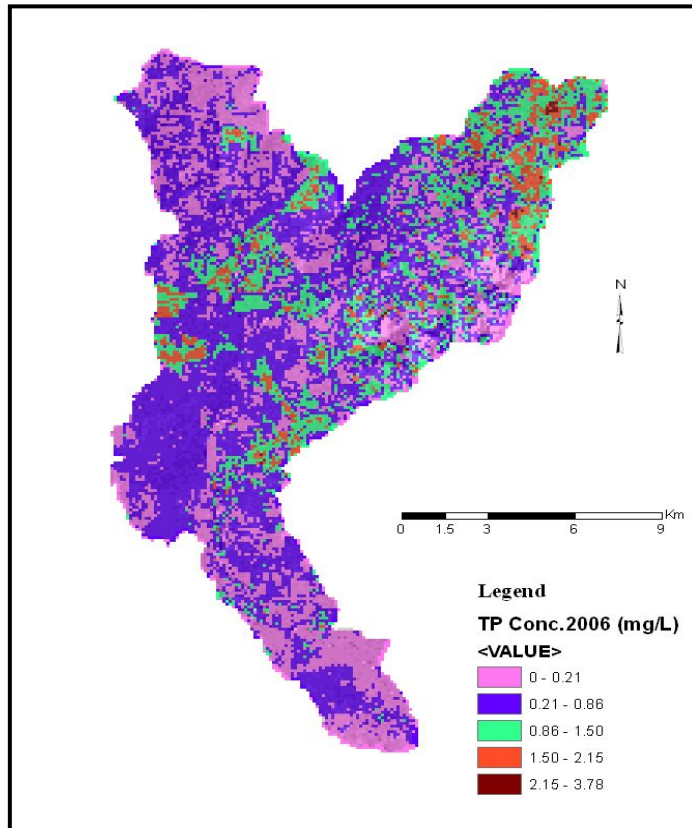 N
Km
0 1.5 3 6 9
Legend
TP Conc.2006 (mg/L)
<VALUE>
0 - 0.21
0.21 - 0.86
0.86 - 1.50
1.50 - 2.15
2.15 - 3.78